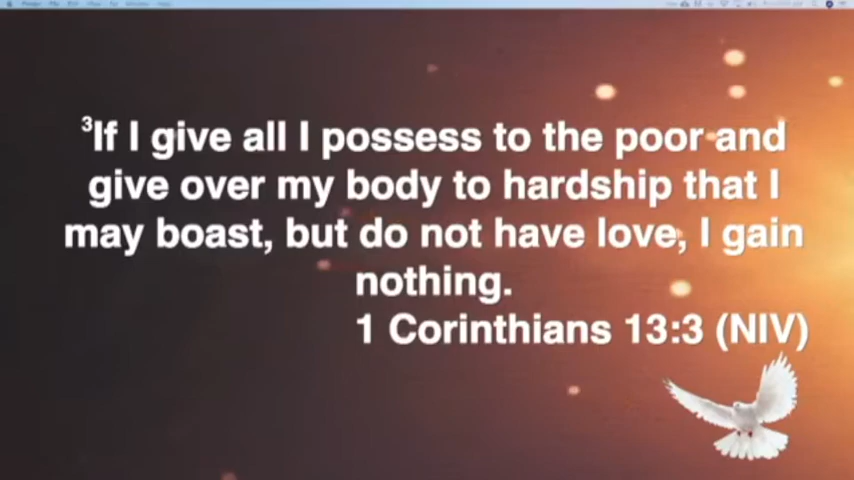 ³If I give all I possess to the poor and
give over my body to hardship that I
may boast, but do not have love, I gain
nothing.
1 Corinthians 13:3 (NIV)